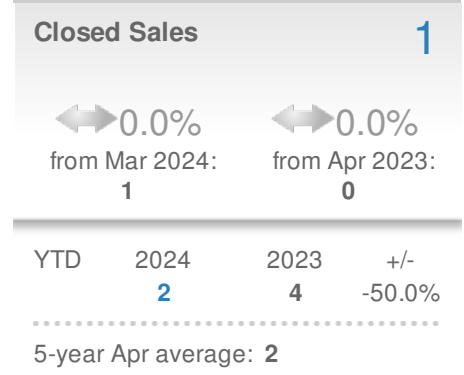 Closed Sales 1
0.0% 0.0%
from Mar 2024: from Apr 2023:
1 0
YTD 2024 2023 +/-
2 4 -50.0%
5-year Apr average: 2